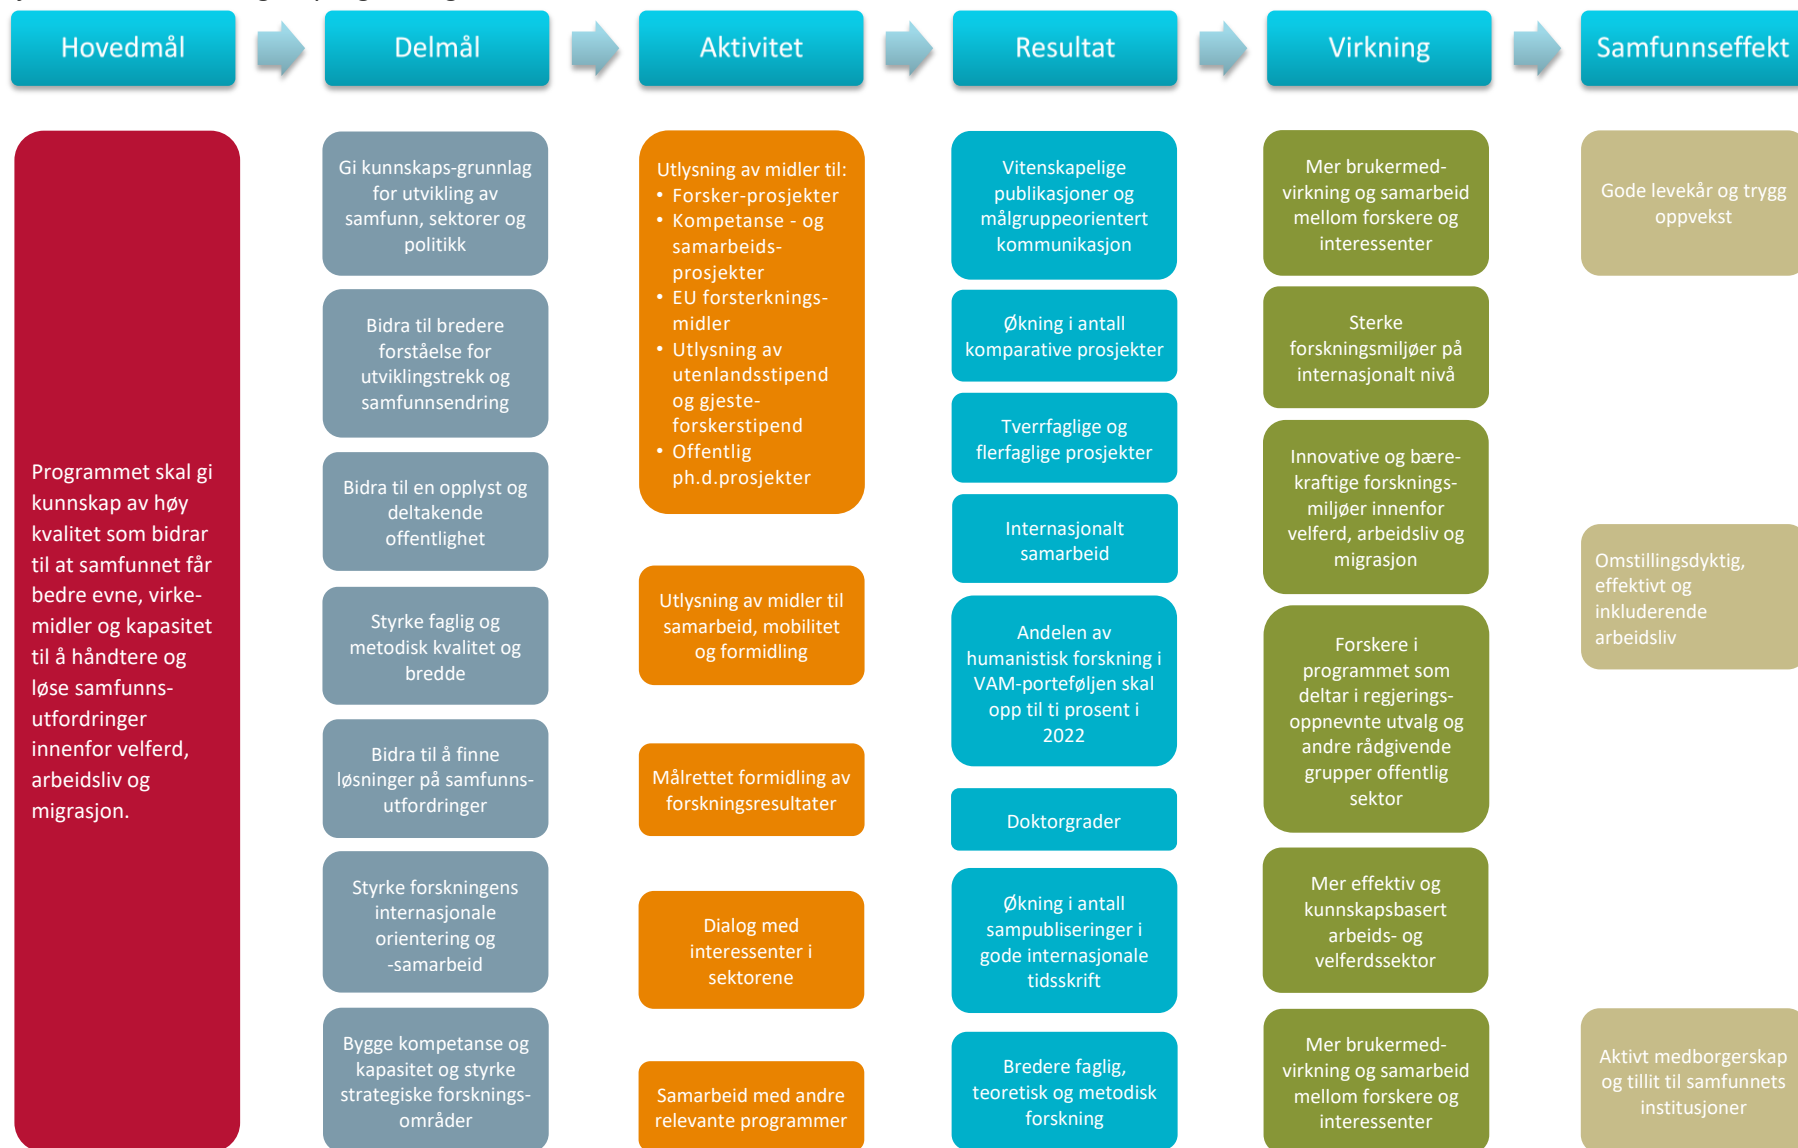 Hovedmål
Delmål
Aktivitet
Resultat
Virkning
Samfunnseffekt
Programmet skal gi
kunnskap av høy
kvalitet som bidrar
til at samfunnet får
bedre evne, virke-
midler og kapasitet
til å håndtere og
løse samfunns-
utfordringer
innenfor velferd,
arbeidsliv og
migrasjon.
Gi kunnskaps-grunnlag
for utvikling av
samfunn, sektorer og
politikk
Bidra til bredere
forståelse for
utviklingstrekk og
samfunnsendring
Bidra til en opplyst og
deltakende
offentlighet
Styrke faglig og
metodisk kvalitet og
bredde
Bidra til å finne
løsninger på samfunns-
utfordringer
Styrke forskningens
internasjonale
orientering og
-samarbeid
Bygge kompetanse og
kapasitet og styrke
strategiske forsknings-
områder
Utlysning av midler til:
• Forsker-prosjekter
• Kompetanse - og
samarbeids-
prosjekter
• EU forsterknings-
midler
• Utlysning av
utenlandsstipend
og gjeste-
forskerstipend
• Offentlig
ph.d.prosjekter
Utlysning av midler til
samarbeid, mobilitet
og formidling
Målrettet formidling av
forskningsresultater
Dialog med
interessenter i
sektorene
Samarbeid med andre
relevante programmer
Vitenskapelige
publikasjoner og
målgruppeorientert
kommunikasjon
Økning i antall
komparative prosjekter
Tverrfaglige og
flerfaglige prosjekter
Internasjonalt
samarbeid
Andelen av
humanistisk forskning i
VAM-porteføljen skal
opp til ti prosent i
2022
Doktorgrader
Økning i antall
sampubliseringer i
gode internasjonale
tidsskrift
Bredere faglig,
teoretisk og metodisk
forskning
Mer brukermed-
virkning og samarbeid
mellom forskere og
interessenter
Sterke
forskningsmiljøer på
internasjonalt nivå
Innovative og bære-
kraftige forsknings-
miljøer innenfor
velferd, arbeidsliv og
migrasjon
Forskere i
programmet som
deltar i regjerings-
oppnevnte utvalg og
andre rådgivende
grupper offentlig
sektor
Mer effektiv og
kunnskapsbasert
arbeids- og
velferdssektor
Mer brukermed-
virkning og samarbeid
mellom forskere og
interessenter
Gode levekår og trygg
oppvekst
Omstillingsdyktig,
effektivt og
inkluderende
arbeidsliv
Aktivt medborgerskap
og tillit til samfunnets
institusjoner